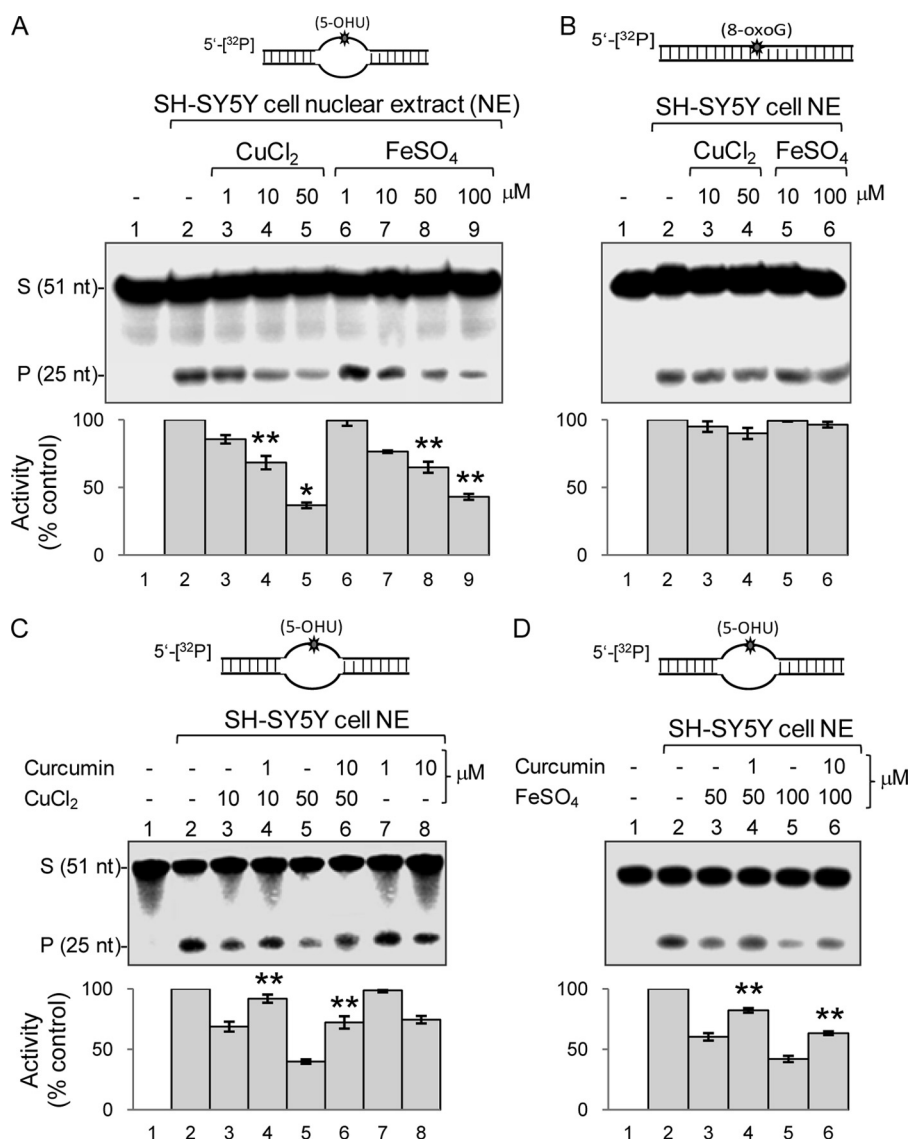 A
(5-OHU)
5‘-[³²P]
SH-SY5Y cell nuclear extract (NE)
CuCl₂ FeSO₄
- - 1 10 50 1 10 50 100 μM
1 2 3 4 5 6 7 8 9
S (51 nt)-
P (25 nt)-
Activity
(% control)
100
50
0
** * ** **
1 2 3 4 5 6 7 8 9
B
(8-oxoG)
5‘-[³²P]
SH-SY5Y cell NE
CuCl₂ FeSO₄
- - 10 50 10 100
1 2 3 4 5 6
100
50
0
1 2 3 4 5 6
C
(5-OHU)
5‘-[³²P]
SH-SY5Y cell NE
Curcumin - - - 1 - 10 1 10 μM
CuCl₂ - - 10 10 50 50 - -
1 2 3 4 5 6 7 8
S (51 nt)-
P (25 nt)-
Activity
(% control)
100
50
0
** **
1 2 3 4 5 6 7 8
D
(5-OHU)
5‘-[³²P]
SH-SY5Y cell NE
Curcumin - - - 1 - 10 μM
FeSO₄ - - 50 50 100 100
1 2 3 4 5 6
100
50
0
** **
1 2 3 4 5 6